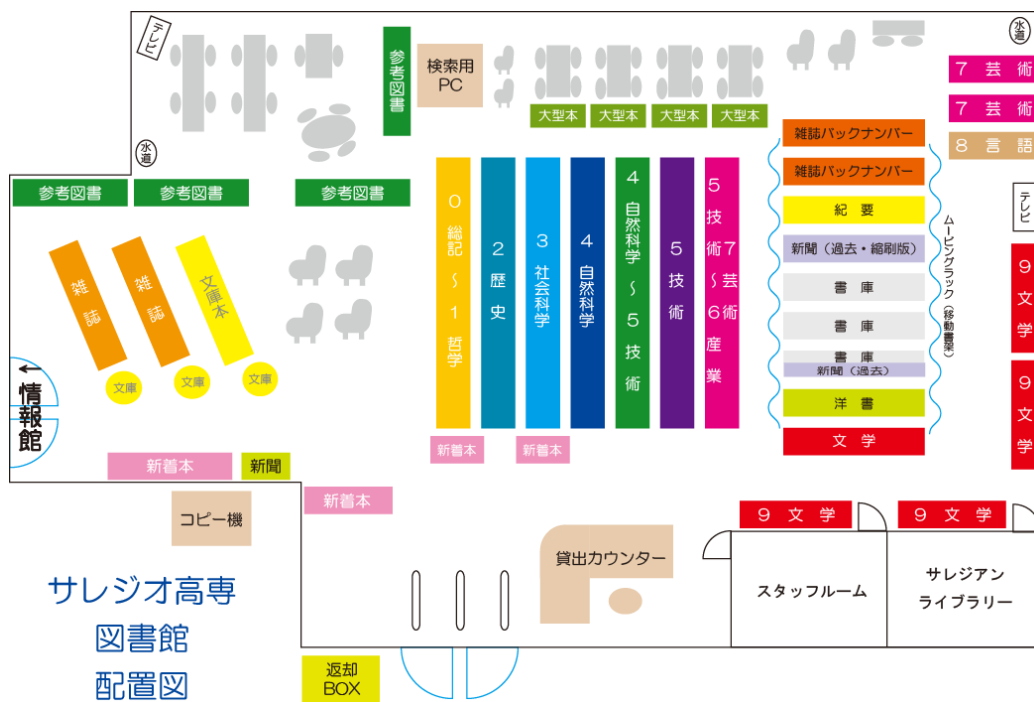 テレビ
水道
参考図書
検索用
PC
大型本
大型本
大型本
大型本
水道
7 芸 術
7 芸 術
8 言 語
水道
参考図書
参考図書
参考図書
雑誌バックナンバー
雑誌バックナンバー
紀 要
新聞（過去・縮刷版）
書 庫
書 庫
書 庫
新聞（過去）
洋 書
文 学
ムービングラック（移動書架）
テレビ
9 文 学
9 文 学
雑 誌
雑 誌
文庫本
文庫
文庫
文庫
0 総記 〜 1 哲学
2 歴 史
3 社会科学
4 自然科学
4 自然科学 〜 5 技 術
5 技術
5 技術 〜 6 産 業
7 芸術
←情報館
新着本
新聞
新着本
新着本
新着本
コピー機
貸出カウンター
9 文 学
9 文 学
スタッフルーム
サレジアン
ライブラリー
サレジオ高専
図書館
配置図
返却
BOX